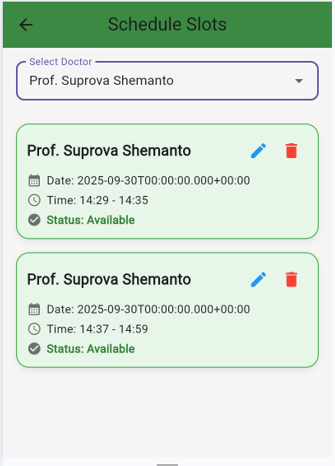 Schedule Slots
Select Doctor
Prof. Suprova Shemanto
Prof. Suprova Shemanto
Date: 2025-09-30T00:00:00.000+00:00
Time: 14:29 - 14:35
Status: Available
Prof. Suprova Shemanto
Date: 2025-09-30T00:00:00.000+00:00
Time: 14:37 - 14:59
Status: Available